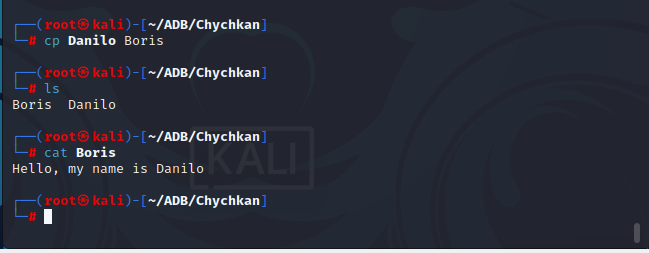 ┌──(root㉿kali)-[~/ADB/Chychkan]
└─# cp Danilo Boris
┌──(root㉿kali)-[~/ADB/Chychkan]
└─# ls
Boris  Danilo
┌──(root㉿kali)-[~/ADB/Chychkan]
└─# cat Boris
Hello, my name is Danilo
┌──(root㉿kali)-[~/ADB/Chychkan]
└─#
KALI